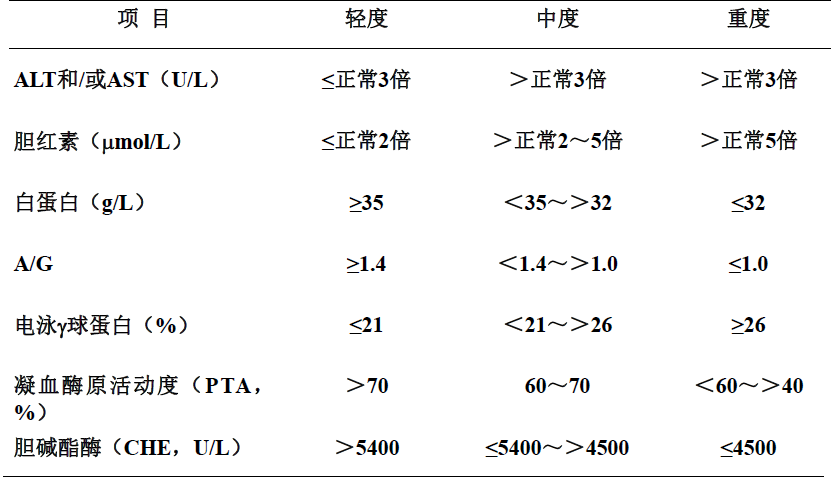 项 目 轻度 中度 重度
ALT和/或AST（U/L） ≤正常3倍 ＞正常3倍 ＞正常3倍
胆红素（μmol/L） ≤正常2倍 ＞正常2～5倍 ＞正常5倍
白蛋白（g/L） ≥35 ＜35～＞32 ≤32
A/G ≥1.4 ＜1.4～＞1.0 ≤1.0
电泳γ球蛋白（%） ≤21 ＜21～＞26 ≥26
凝血酶原活动度（PTA， ＞70 60～70 ＜60～＞40
%）
胆碱酯酶（CHE，U/L） ＞5400 ≤5400～＞4500 ≤4500